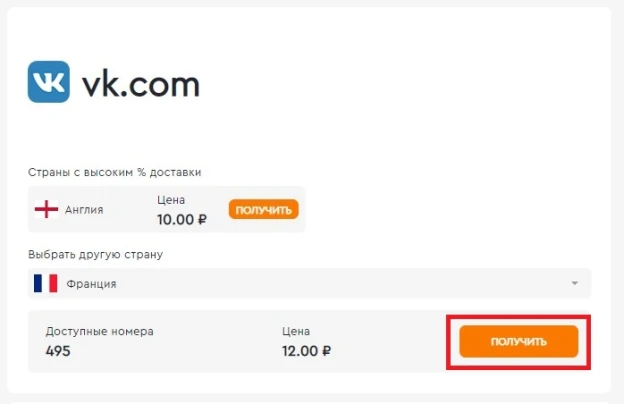 vk.com
Страны с высоким % доставки
Англия
Цена
10.00 ₽
ПОЛУЧИТЬ
Выбрать другую страну
Франция
Доступные номера
495
Цена
12.00 ₽
ПОЛУЧИТЬ